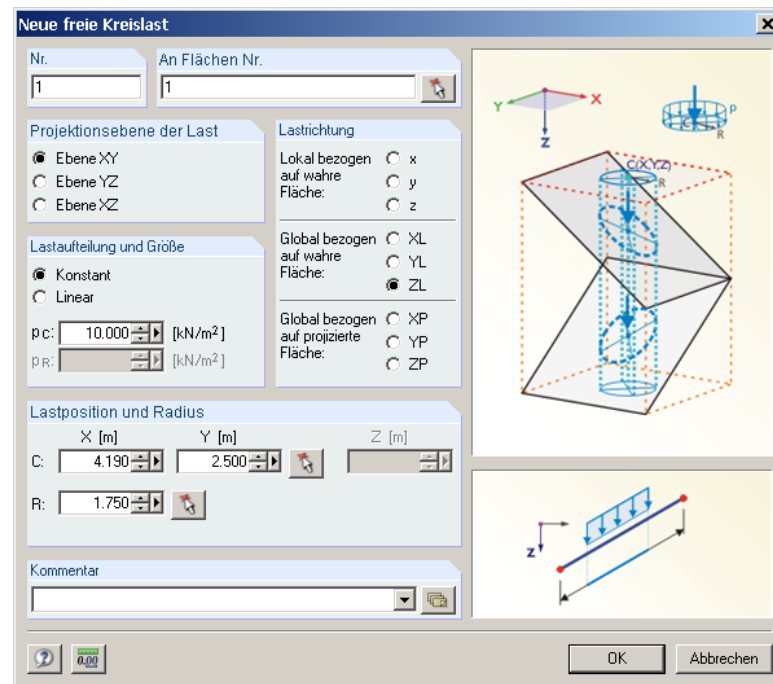 Neue freie Kreislast
Nr.
1
An Flächen Nr.
1
Projektionsebene der Last
Ebene XY
Ebene YZ
Ebene XZ
Lastrichtung
Lokal bezogen auf wahre Fläche:
x
y
z
Global bezogen auf wahre Fläche:
XL
YL
ZL
Global bezogen auf projizierte Fläche:
XP
YP
ZP
Lastaufteilung und Größe
Konstant
Linear
pC: 10.000 [kN/m²]
pR: [kN/m²]
Lastposition und Radius
X [m] Y [m] Z [m]
C: 4.190 2.500
R: 1.750
Kommentar
0.00
OK Abbrechen
Y X Z
p
C
R
C(X,Y,Z)
R
Z